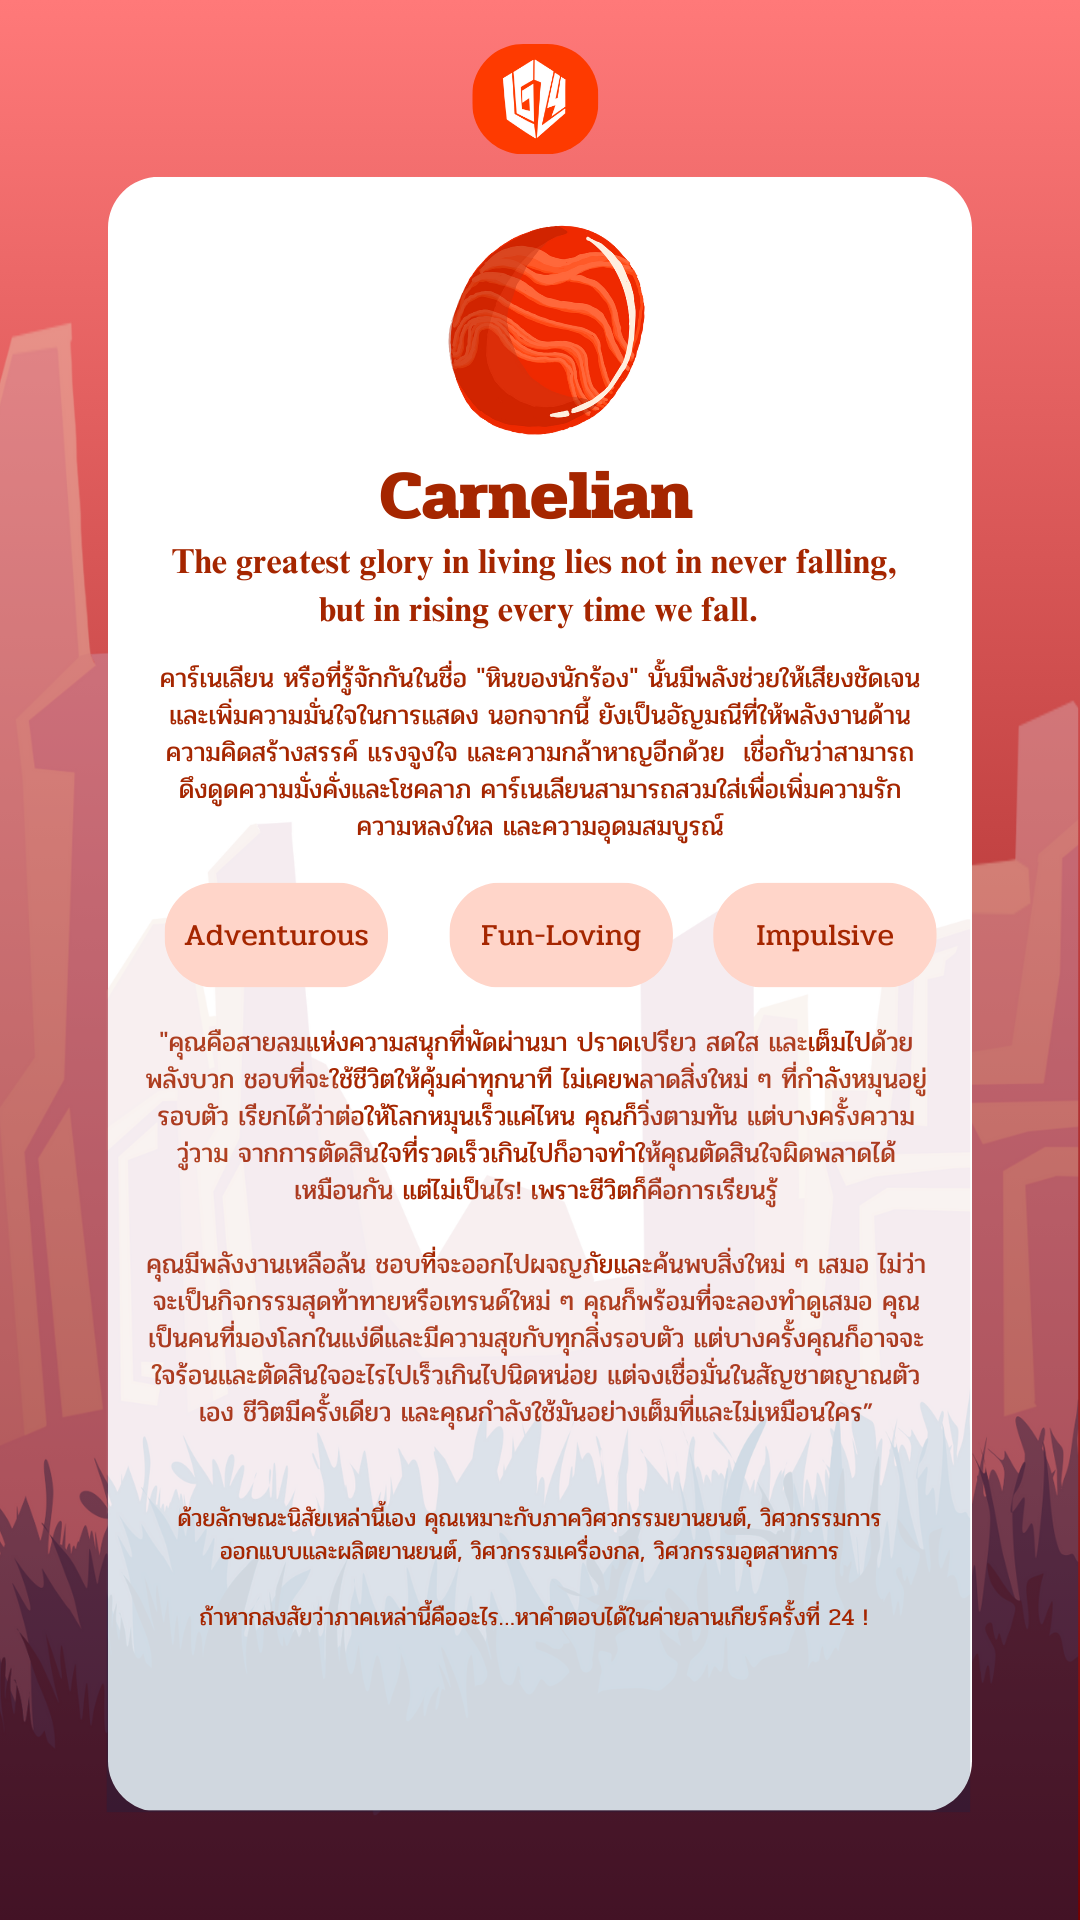 LG24
Carnelian
The greatest glory in living lies not in never falling,
but in rising every time we fall.
คาร์เนเลียน หรือที่รู้จักกันในชื่อ "หินของนักร้อง" นั้นมีพลังช่วยให้เสียงชัดเจน
และเพิ่มความมั่นใจในการแสดง นอกจากนี้ ยังเป็นอัญมณีที่ให้พลังงานด้าน
ความคิดสร้างสรรค์ แรงจูงใจ และความกล้าหาญอีกด้วย เชื่อกันว่าสามารถ
ดึงดูดความมั่งคั่งและโชคลาภ คาร์เนเลียนสามารถสวมใส่เพื่อเพิ่มความรัก
ความหลงใหล และความอุดมสมบูรณ์
Adventurous Fun-Loving Impulsive
"คุณคือสายลมแห่งความสนุกที่พัดผ่านมา ปราดเปรียว สดใส และเต็มไปด้วย
พลังบวก ชอบที่จะใช้ชีวิตให้คุ้มค่าทุกนาที ไม่เคยพลาดสิ่งใหม่ ๆ ที่กำลังหมุนอยู่
รอบตัว เรียกได้ว่าต่อให้โลกหมุนเร็วแค่ไหน คุณก็วิ่งตามทัน แต่บางครั้งความ
วู่วาม จากการตัดสินใจที่รวดเร็วเกินไปก็อาจทำให้คุณตัดสินใจผิดพลาดได้
เหมือนกัน แต่ไม่เป็นไร! เพราะชีวิตก็คือการเรียนรู้
คุณมีพลังงานเหลือล้น ชอบที่จะออกไปผจญภัยและค้นพบสิ่งใหม่ ๆ เสมอ ไม่ว่า
จะเป็นกิจกรรมสุดท้าทายหรือเทรนด์ใหม่ ๆ คุณก็พร้อมที่จะลองทำดูเสมอ คุณ
เป็นคนที่มองโลกในแง่ดีและมีความสุขกับทุกสิ่งรอบตัว แต่บางครั้งคุณก็อาจจะ
ใจร้อนและตัดสินใจอะไรไปเร็วเกินไปนิดหน่อย แต่จงเชื่อมั่นในสัญชาตญาณตัว
เอง ชีวิตมีครั้งเดียว และคุณกำลังใช้มันอย่างเต็มที่และไม่เหมือนใคร”
ด้วยลักษณะนิสัยเหล่านี้เอง คุณเหมาะกับภาควิศวกรรมยานยนต์, วิศวกรรมการ
ออกแบบและผลิตยานยนต์, วิศวกรรมเครื่องกล, วิศวกรรมอุตสาหการ
ถ้าหากสงสัยว่าภาคเหล่านี้คืออะไร...หาคำตอบได้ในค่ายลานเกียร์ครั้งที่ 24 !